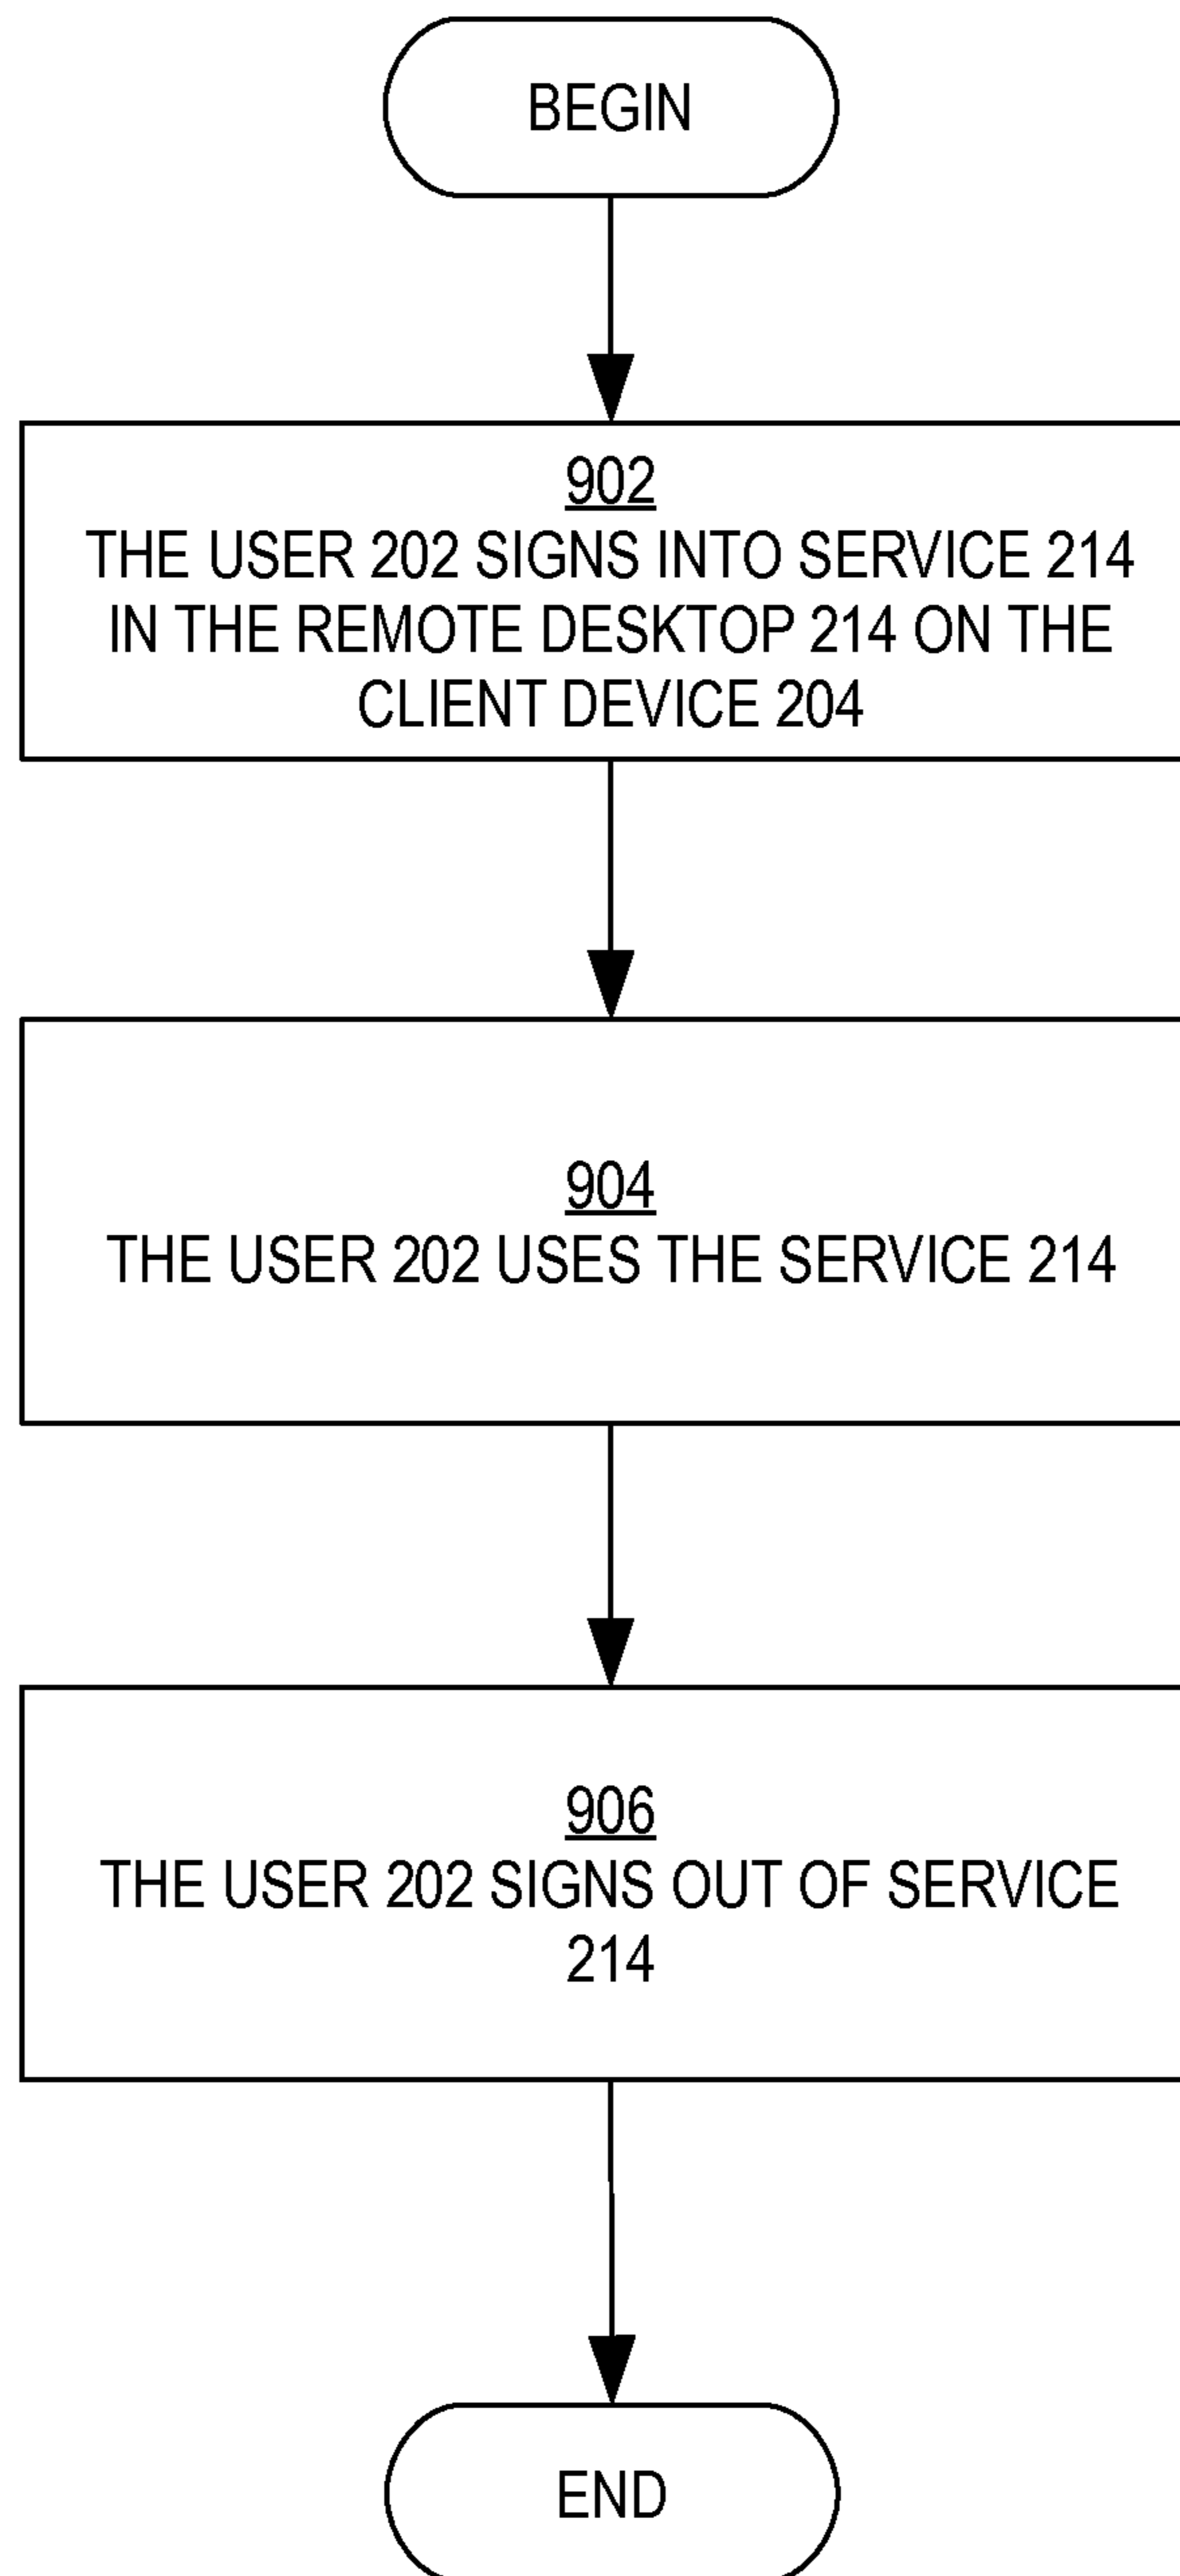 BEGIN
902
THE USER 202 SIGNS INTO SERVICE 214
IN THE REMOTE DESKTOP 214 ON THE
CLIENT DEVICE 204
904
THE USER 202 USES THE SERVICE 214
906
THE USER 202 SIGNS OUT OF SERVICE
214
END